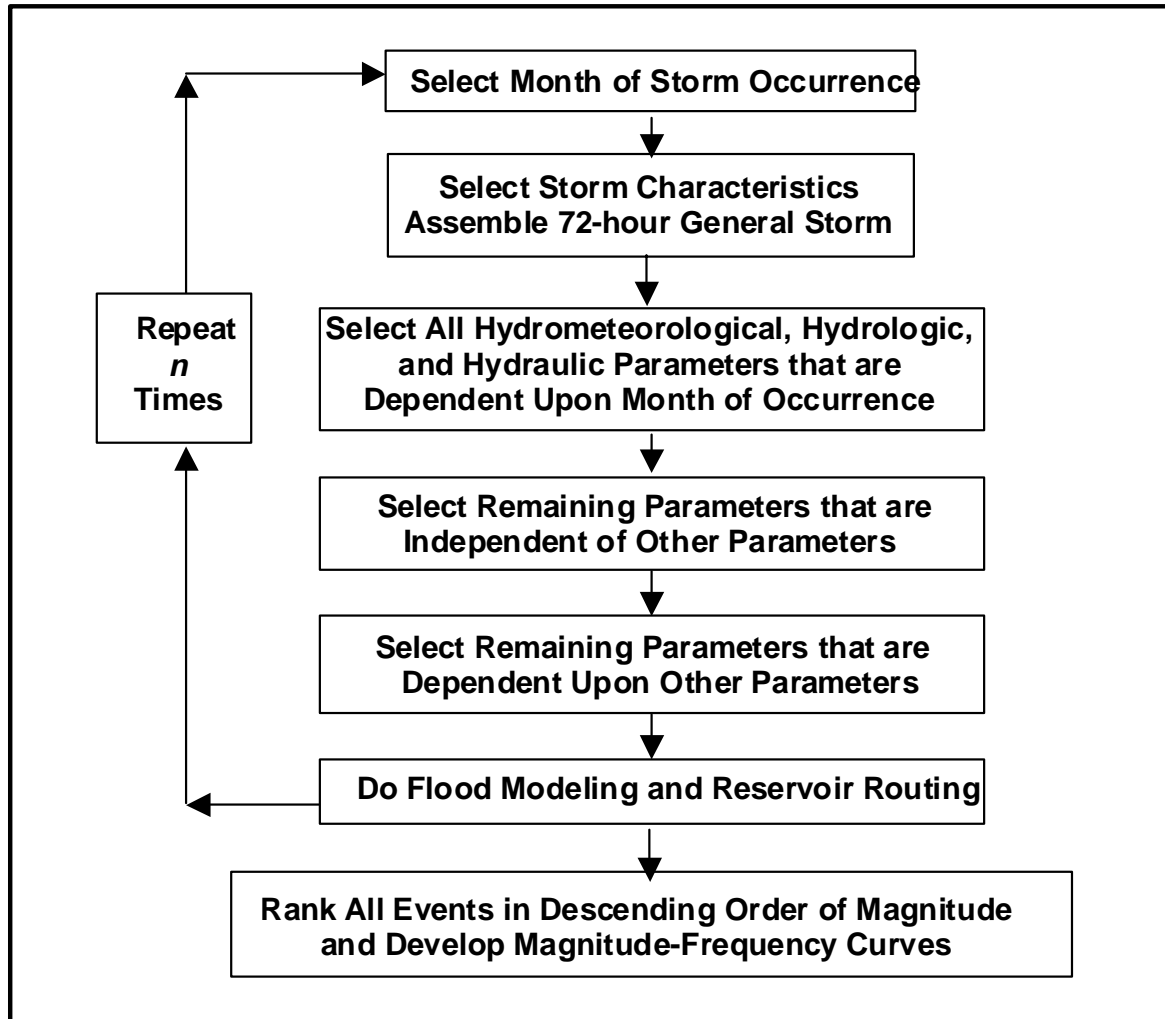 Select Month of Storm Occurrence
Select Storm Characteristics
Assemble 72-hour General Storm
Repeat
n
Times
Select All Hydrometeorological, Hydrologic,
and Hydraulic Parameters that are
Dependent Upon Month of Occurrence
Select Remaining Parameters that are
Independent of Other Parameters
Select Remaining Parameters that are
Dependent Upon Other Parameters
Do Flood Modeling and Reservoir Routing
Rank All Events in Descending Order of Magnitude
and Develop Magnitude-Frequency Curves